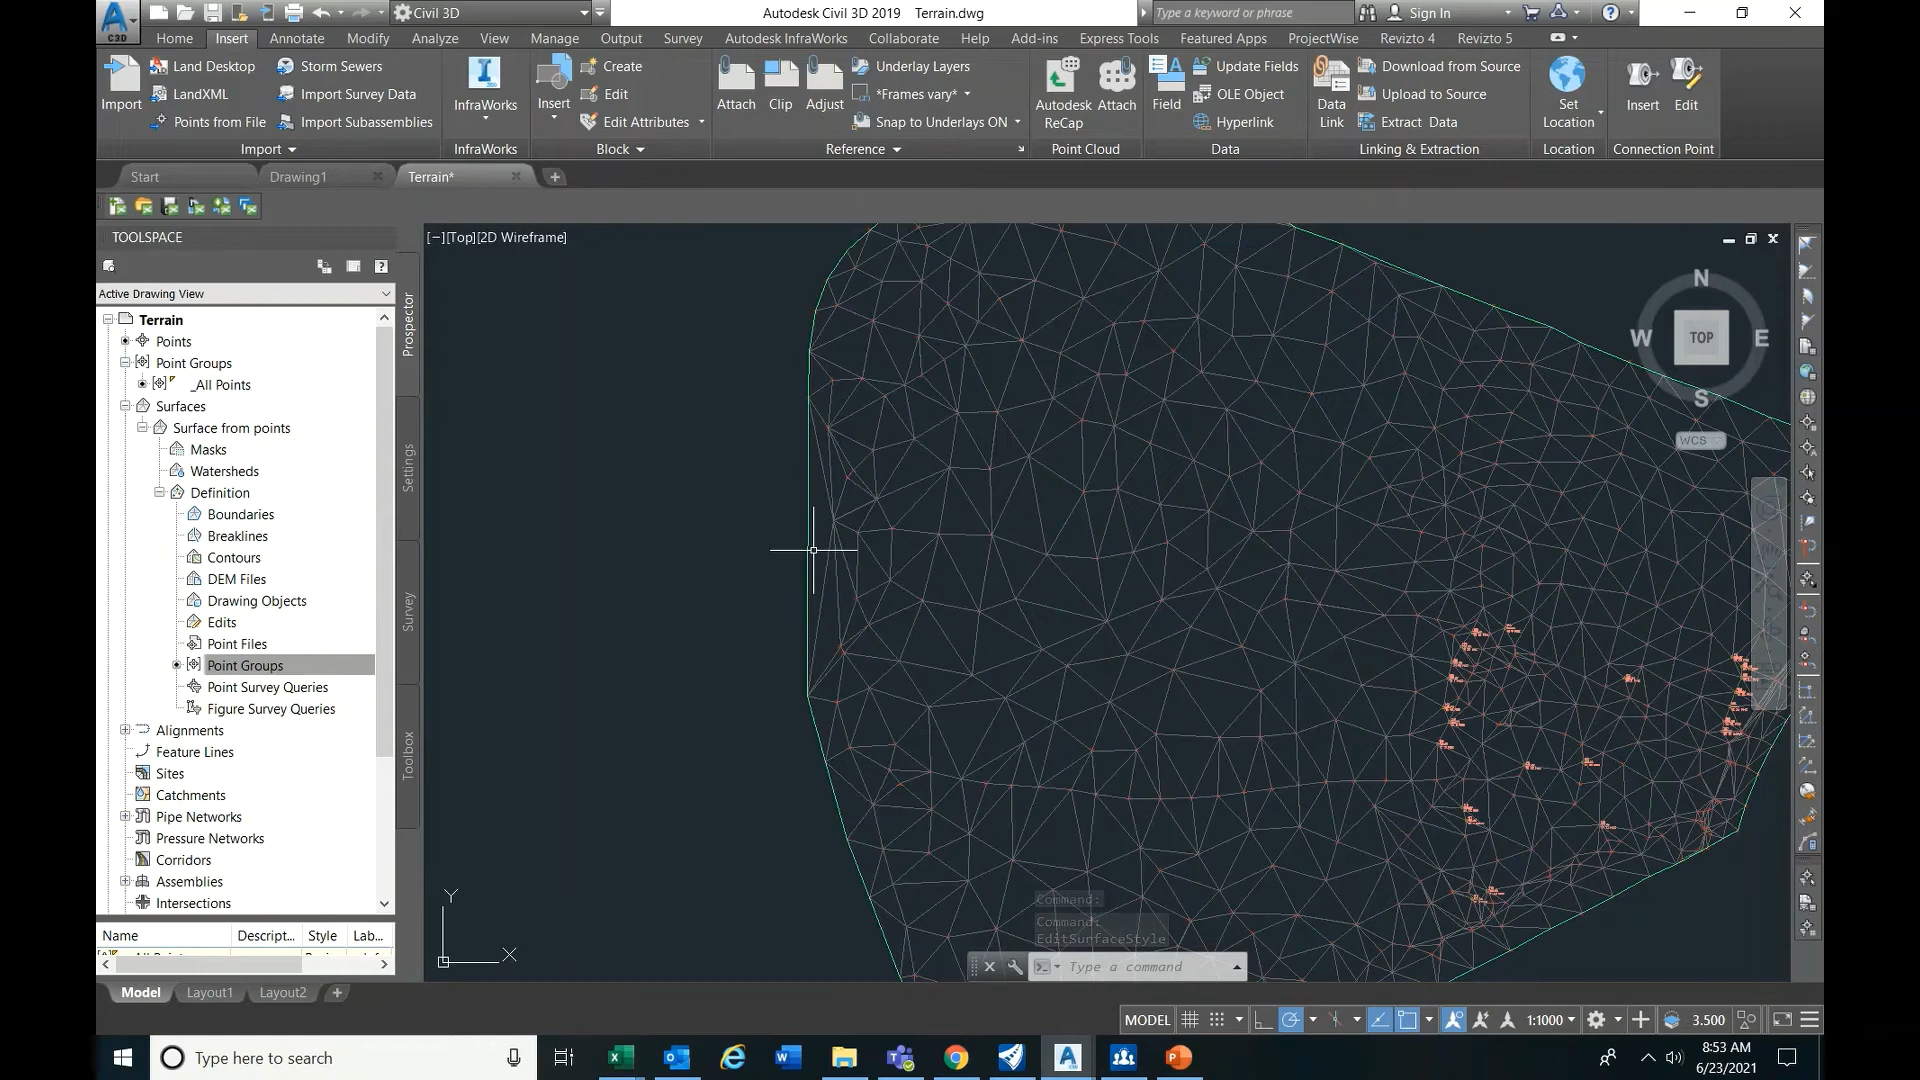 Civil 3D
Autodesk Civil 3D 2019 Terrain.dwg
Type a keyword or phrase
Sign In
C3D
Home Insert Annotate Modify Analyze View Manage Output Survey Autodesk InfraWorks Collaborate Help Add-ins Express Tools Featured Apps ProjectWise Revizto 4 Revizto 5
Import
Land Desktop
LandXML
Points from File
Storm Sewers
Import Survey Data
Import Subassemblies
Import
InfraWorks
InfraWorks
Insert
Create
Edit
Edit Attributes
Block
Attach
Clip
Adjust
Underlay Layers
*Frames vary*
Snap to Underlays ON
Reference
Autodesk
ReCap
Attach
Point Cloud
Field
Update Fields
OLE Object
Hyperlink
Data
Data
Link
Download from Source
Upload to Source
Extract Data
Linking & Extraction
Set
Location
Location
Insert
Edit
Connection Point
Start
Drawing1
Terrain*
TOOLSPACE
Active Drawing View
Terrain
Points
Point Groups
_All Points
Surfaces
Surface from points
Masks
Watersheds
Definition
Boundaries
Breaklines
Contours
DEM Files
Drawing Objects
Edits
Point Files
Point Groups
Point Survey Queries
Figure Survey Queries
Alignments
Feature Lines
Sites
Catchments
Pipe Networks
Pressure Networks
Corridors
Assemblies
Intersections
Name Descript... Style Lab...
Prospector
Settings
Survey
Toolbox
[−][Top][2D Wireframe]
N
W
TOP
E
S
WCS
Y
X
Command:
Command:
EditSurfaceStyle
Type a command
Model
Layout1
Layout2
MODEL
1:1000
3.500
Type here to search
8:53 AM
6/23/2021